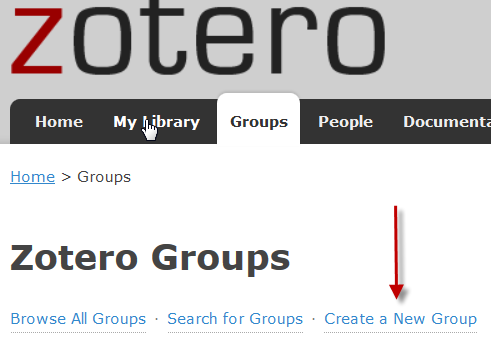 zotero
Home My Library Groups People Documenta
Home > Groups
Zotero Groups
Browse All Groups · Search for Groups · Create a New Group